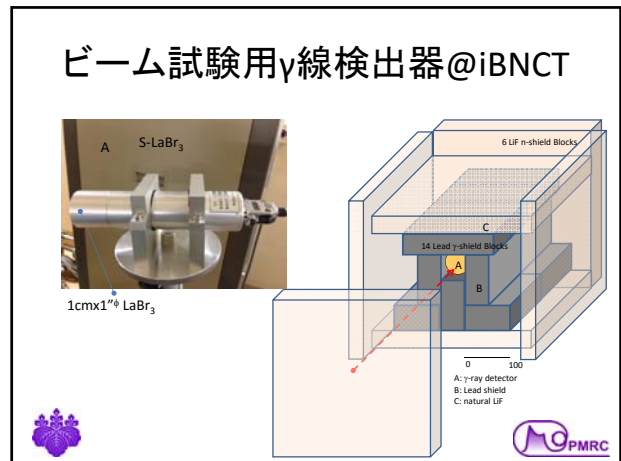 ビーム試験用γ線検出器@iBNCT
A
S-LaBr₃
1cmx1"ᶲ LaBr₃
6 LiF n-shield Blocks
C
14 Lead γ-shield Blocks
A
B
0 100
A: γ-ray detector
B: Lead shield
C: natural LiF
PMRC